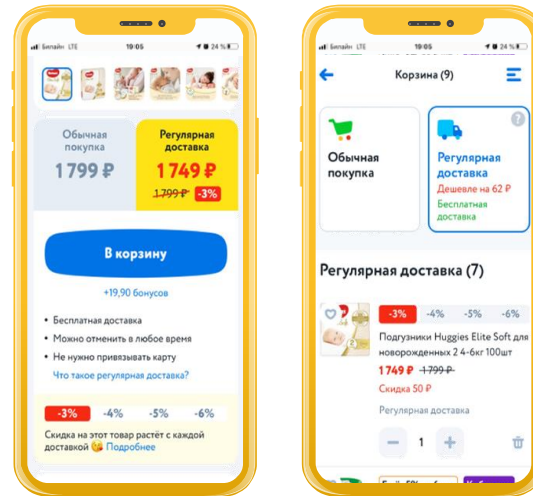 Билайн LTE
19:05
24 %
Обычная
покупка
1 799 ₽
Регулярная
доставка
1 749 ₽
1 799 ₽ -3%
В корзину
+19,90 бонусов
• Бесплатная доставка
• Можно отменить в любое время
• Не нужно привязывать карту
Что такое регулярная доставка?
-3% -4% -5% -6%
Скидка на этот товар растёт с каждой
доставкой 😘 Подробнее
Билайн LTE
19:05
24 %
Корзина (9)
Обычная
покупка
?
Регулярная
доставка
Дешевле на 62 ₽
Бесплатная
доставка
Регулярная доставка (7)
-3% -4% -5% -6%
Подгузники Huggies Elite Soft для
новорожденных 2 4-6кг 100шт
1 749 ₽ 1 799 ₽
Скидка 50 ₽
Регулярная доставка
− 1 +